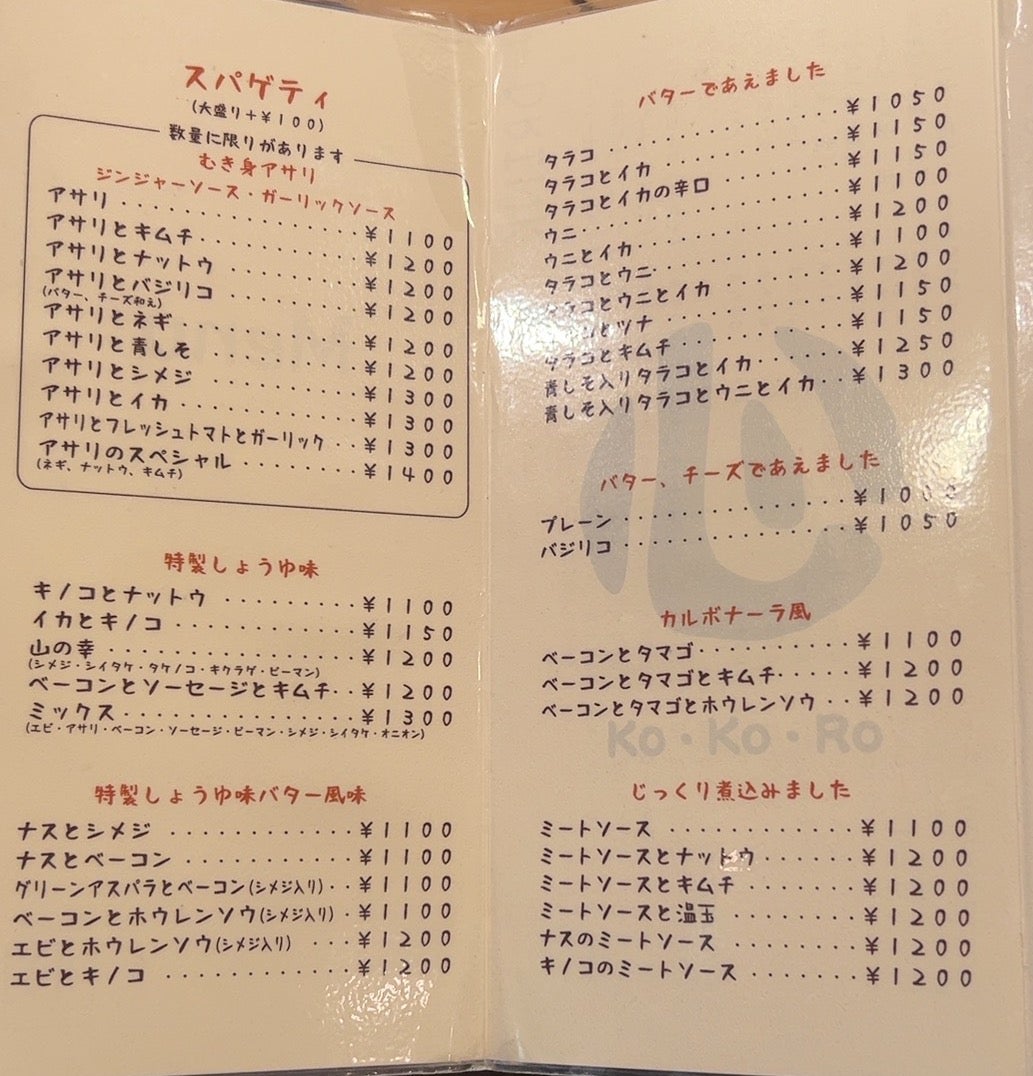 スパゲティ
(大盛り+¥100)
数量に限りがあります
むき身アサリ
ジンジャーソース・ガーリックソース
アサリ ・・・・・・・・・・・・・・ ¥1100
アサリとキムチ ・・・・・・・・・・ ¥1200
アサリとナットウ ・・・・・・・・ ¥1200
アサリとバジリコ ・・・・・・・・ ¥1200
(バター、チーズ和え)
アサリとネギ ・・・・・・・・・・・ ¥1200
アサリと青しそ ・・・・・・・・・・ ¥1200
アサリとシメジ ・・・・・・・・・・ ¥1300
アサリとイカ ・・・・・・・・・・・ ¥1300
アサリとフレッシュトマトとガーリック ・・ ¥1300
アサリのスペシャル ・・・・・・・・ ¥1400
(ネギ、ナットウ、キムチ)
特製しょうゆ味
キノコとナットウ ・・・・・・・・・ ¥1100
イカとキノコ ・・・・・・・・・・・・ ¥1150
山の幸 ・・・・・・・・・・・・・・・・ ¥1200
(シメジ・シイタケ・タケノコ・キクラゲ・ピーマン)
ベーコンとソーセージとキムチ ・・ ¥1200
ミックス ・・・・・・・・・・・・・・・ ¥1300
(エビ・アサリ・ベーコン・ソーセージ・ピーマン・シメジ・シイタケ・オニオン)
特製しょうゆ味バター風味
ナスとシメジ ・・・・・・・・・・・・ ¥1100
ナスとベーコン ・・・・・・・・・・・ ¥1100
グリーンアスパラとベーコン(シメジ入り) ・・ ¥1100
ベーコンとホウレンソウ(シメジ入り) ・ ¥1100
エビとホウレンソウ(シメジ入り) ・・・ ¥1200
エビとキノコ ・・・・・・・・・・・・ ¥1200
バターであえました
タラコ ・・・・・・・・・・・・・・ ¥1050
タラコとイカ ・・・・・・・・・・・ ¥1150
タラコとイカの辛口 ・・・・・・・・ ¥1150
ウニ ・・・・・・・・・・・・・・・ ¥1100
ウニとイカ ・・・・・・・・・・・・ ¥1200
タラコとウニ ・・・・・・・・・・・ ¥1100
タラコとウニとイカ ・・・・・・・・ ¥1200
とツナ ・・・・・・・・・・・ ¥1150
タラコとキムチ ・・・・・・・・・・ ¥1150
青しそ入りタラコとイカ ・・・・・・ ¥1250
青しそ入りタラコとウニとイカ ・・ ¥1300
バター、チーズであえました
プレーン ・・・・・・・・・・・・・ ¥1000
バジリコ ・・・・・・・・・・・・・ ¥1050
カルボナーラ風
ベーコンとタマゴ ・・・・・・・・・ ¥1100
ベーコンとタマゴとキムチ ・・・・・ ¥1200
ベーコンとタマゴとホウレンソウ ・・ ¥1200
心
Ko・Ko・Ro
じっくり煮込みました
ミートソース ・・・・・・・・・・・・ ¥1100
ミートソースとナットウ ・・・・・・ ¥1200
ミートソースとキムチ ・・・・・・・ ¥1200
ミートソースと温玉 ・・・・・・・・ ¥1200
ナスのミートソース ・・・・・・・・ ¥1200
キノコのミートソース ・・・・・・・ ¥1200